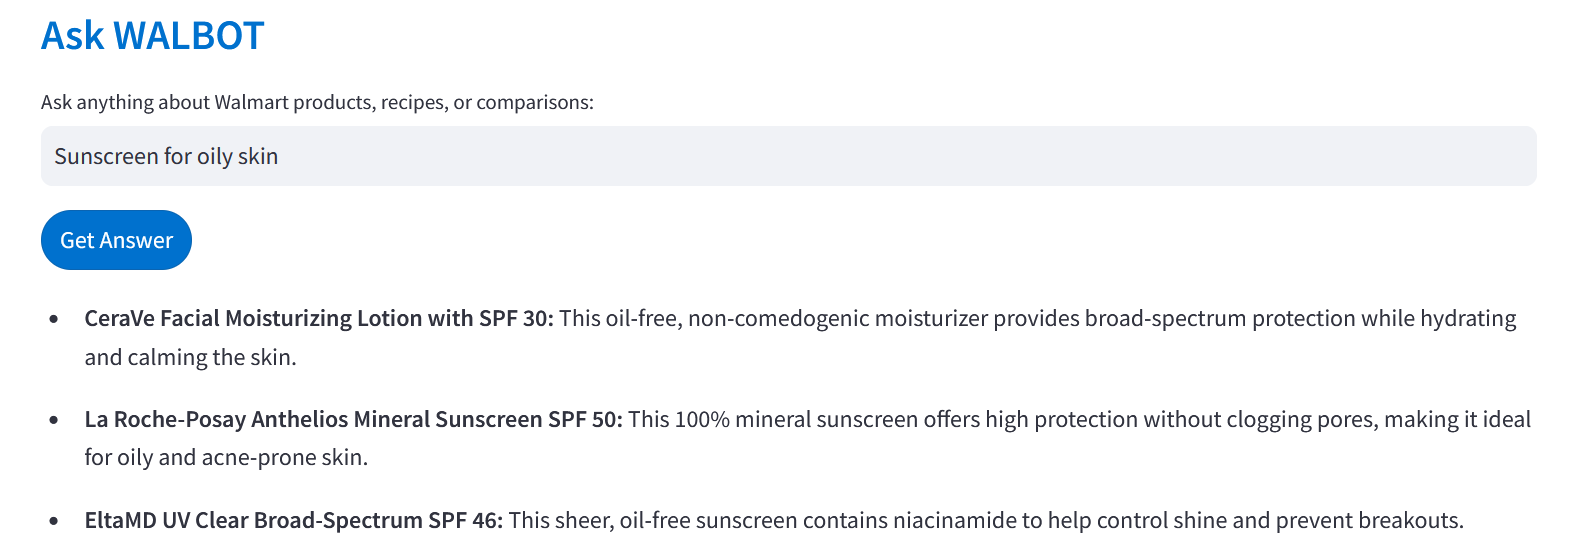 Ask WALBOT
Ask anything about Walmart products, recipes, or comparisons:
Sunscreen for oily skin
Get Answer
• CeraVe Facial Moisturizing Lotion with SPF 30: This oil-free, non-comedogenic moisturizer provides broad-spectrum protection while hydrating
and calming the skin.
• La Roche-Posay Anthelios Mineral Sunscreen SPF 50: This 100% mineral sunscreen offers high protection without clogging pores, making it ideal
for oily and acne-prone skin.
• EltaMD UV Clear Broad-Spectrum SPF 46: This sheer, oil-free sunscreen contains niacinamide to help control shine and prevent breakouts.